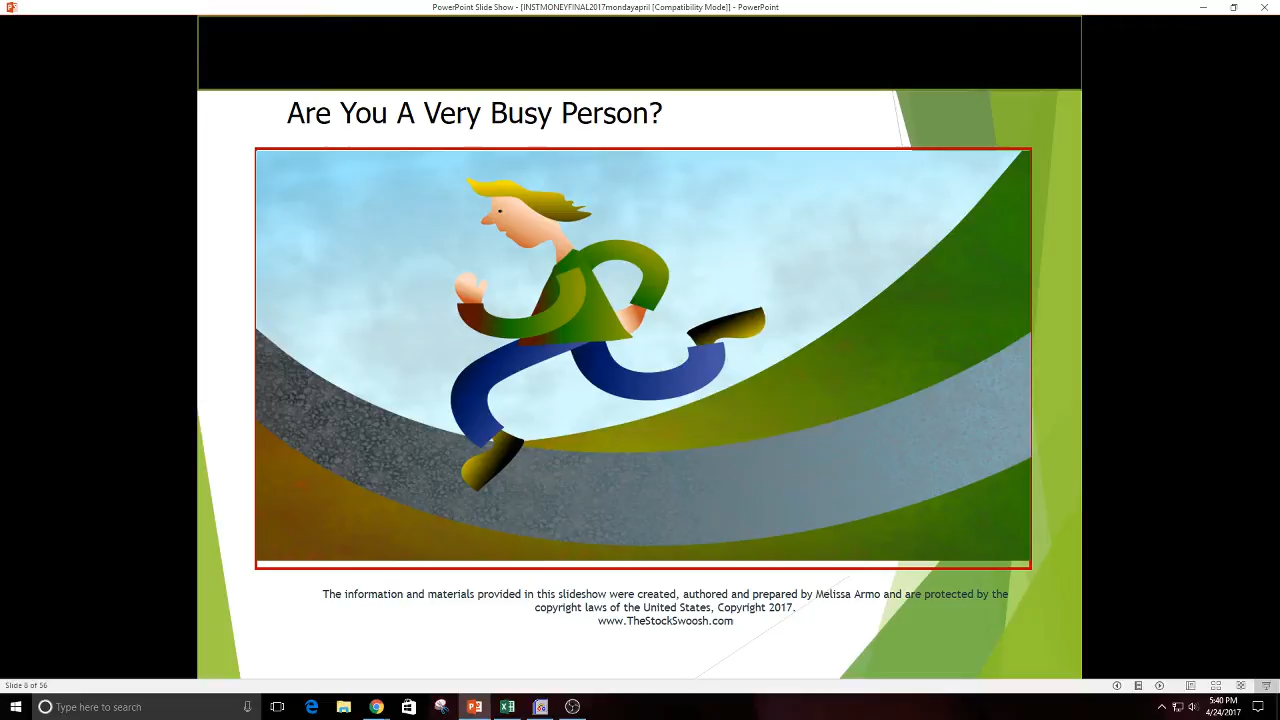 PowerPoint Slide Show - [INSTMONEYFINAL2017mondayapril [Compatibility Mode]] - PowerPoint
Are You A Very Busy Person?
The information and materials provided in this slideshow were created, authored and prepared by Melissa Armo and are protected by the
copyright laws of the United States, Copyright 2017.
www.TheStockSwoosh.com
Slide 8 of 56
Type here to search
5:40 PM
4/24/2017